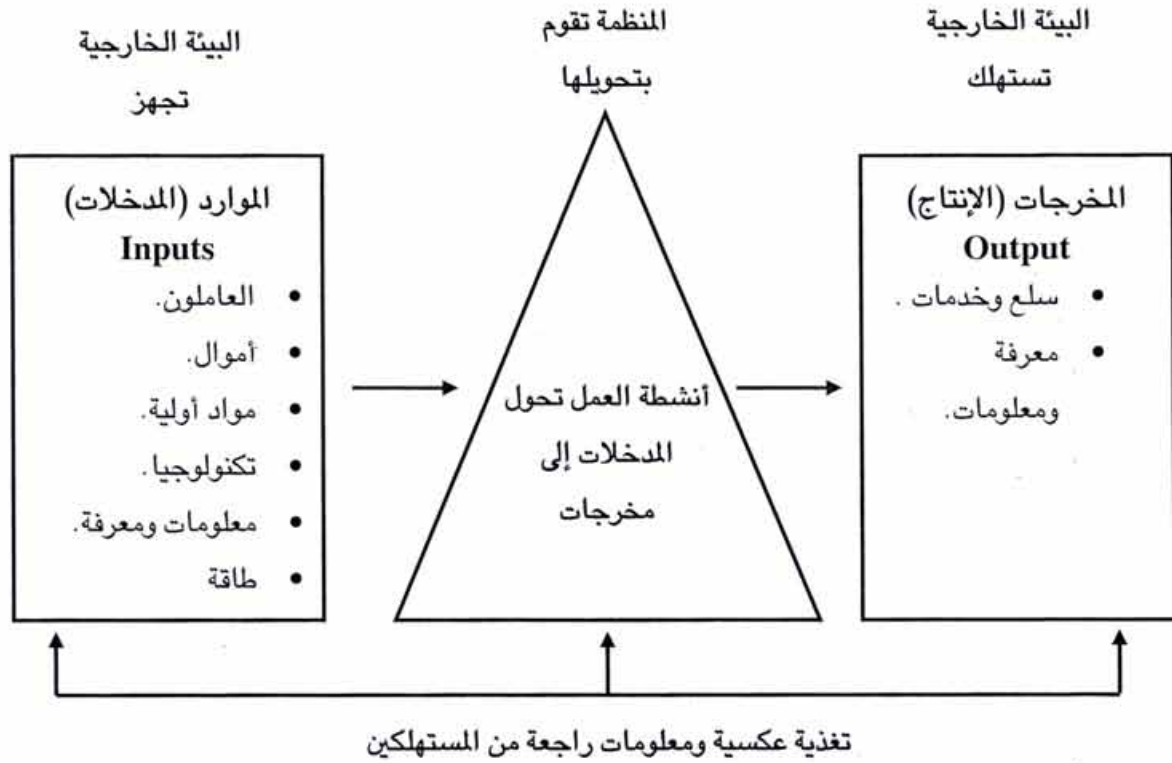 البيئة الخارجية
تجهز
المنظمة تقوم
بتحويلها
البيئة الخارجية
تستهلك
الموارد (المدخلات)
Inputs
• العاملون.
• أموال.
• مواد أولية.
• تكنولوجيا.
• معلومات ومعرفة.
• طاقة
أنشطة العمل تحول
المدخلات إلى
مخرجات
المخرجات (الإنتاج)
Output
• سلع وخدمات .
• معرفة
ومعلومات.
تغذية عكسية ومعلومات راجعة من المستهلكين